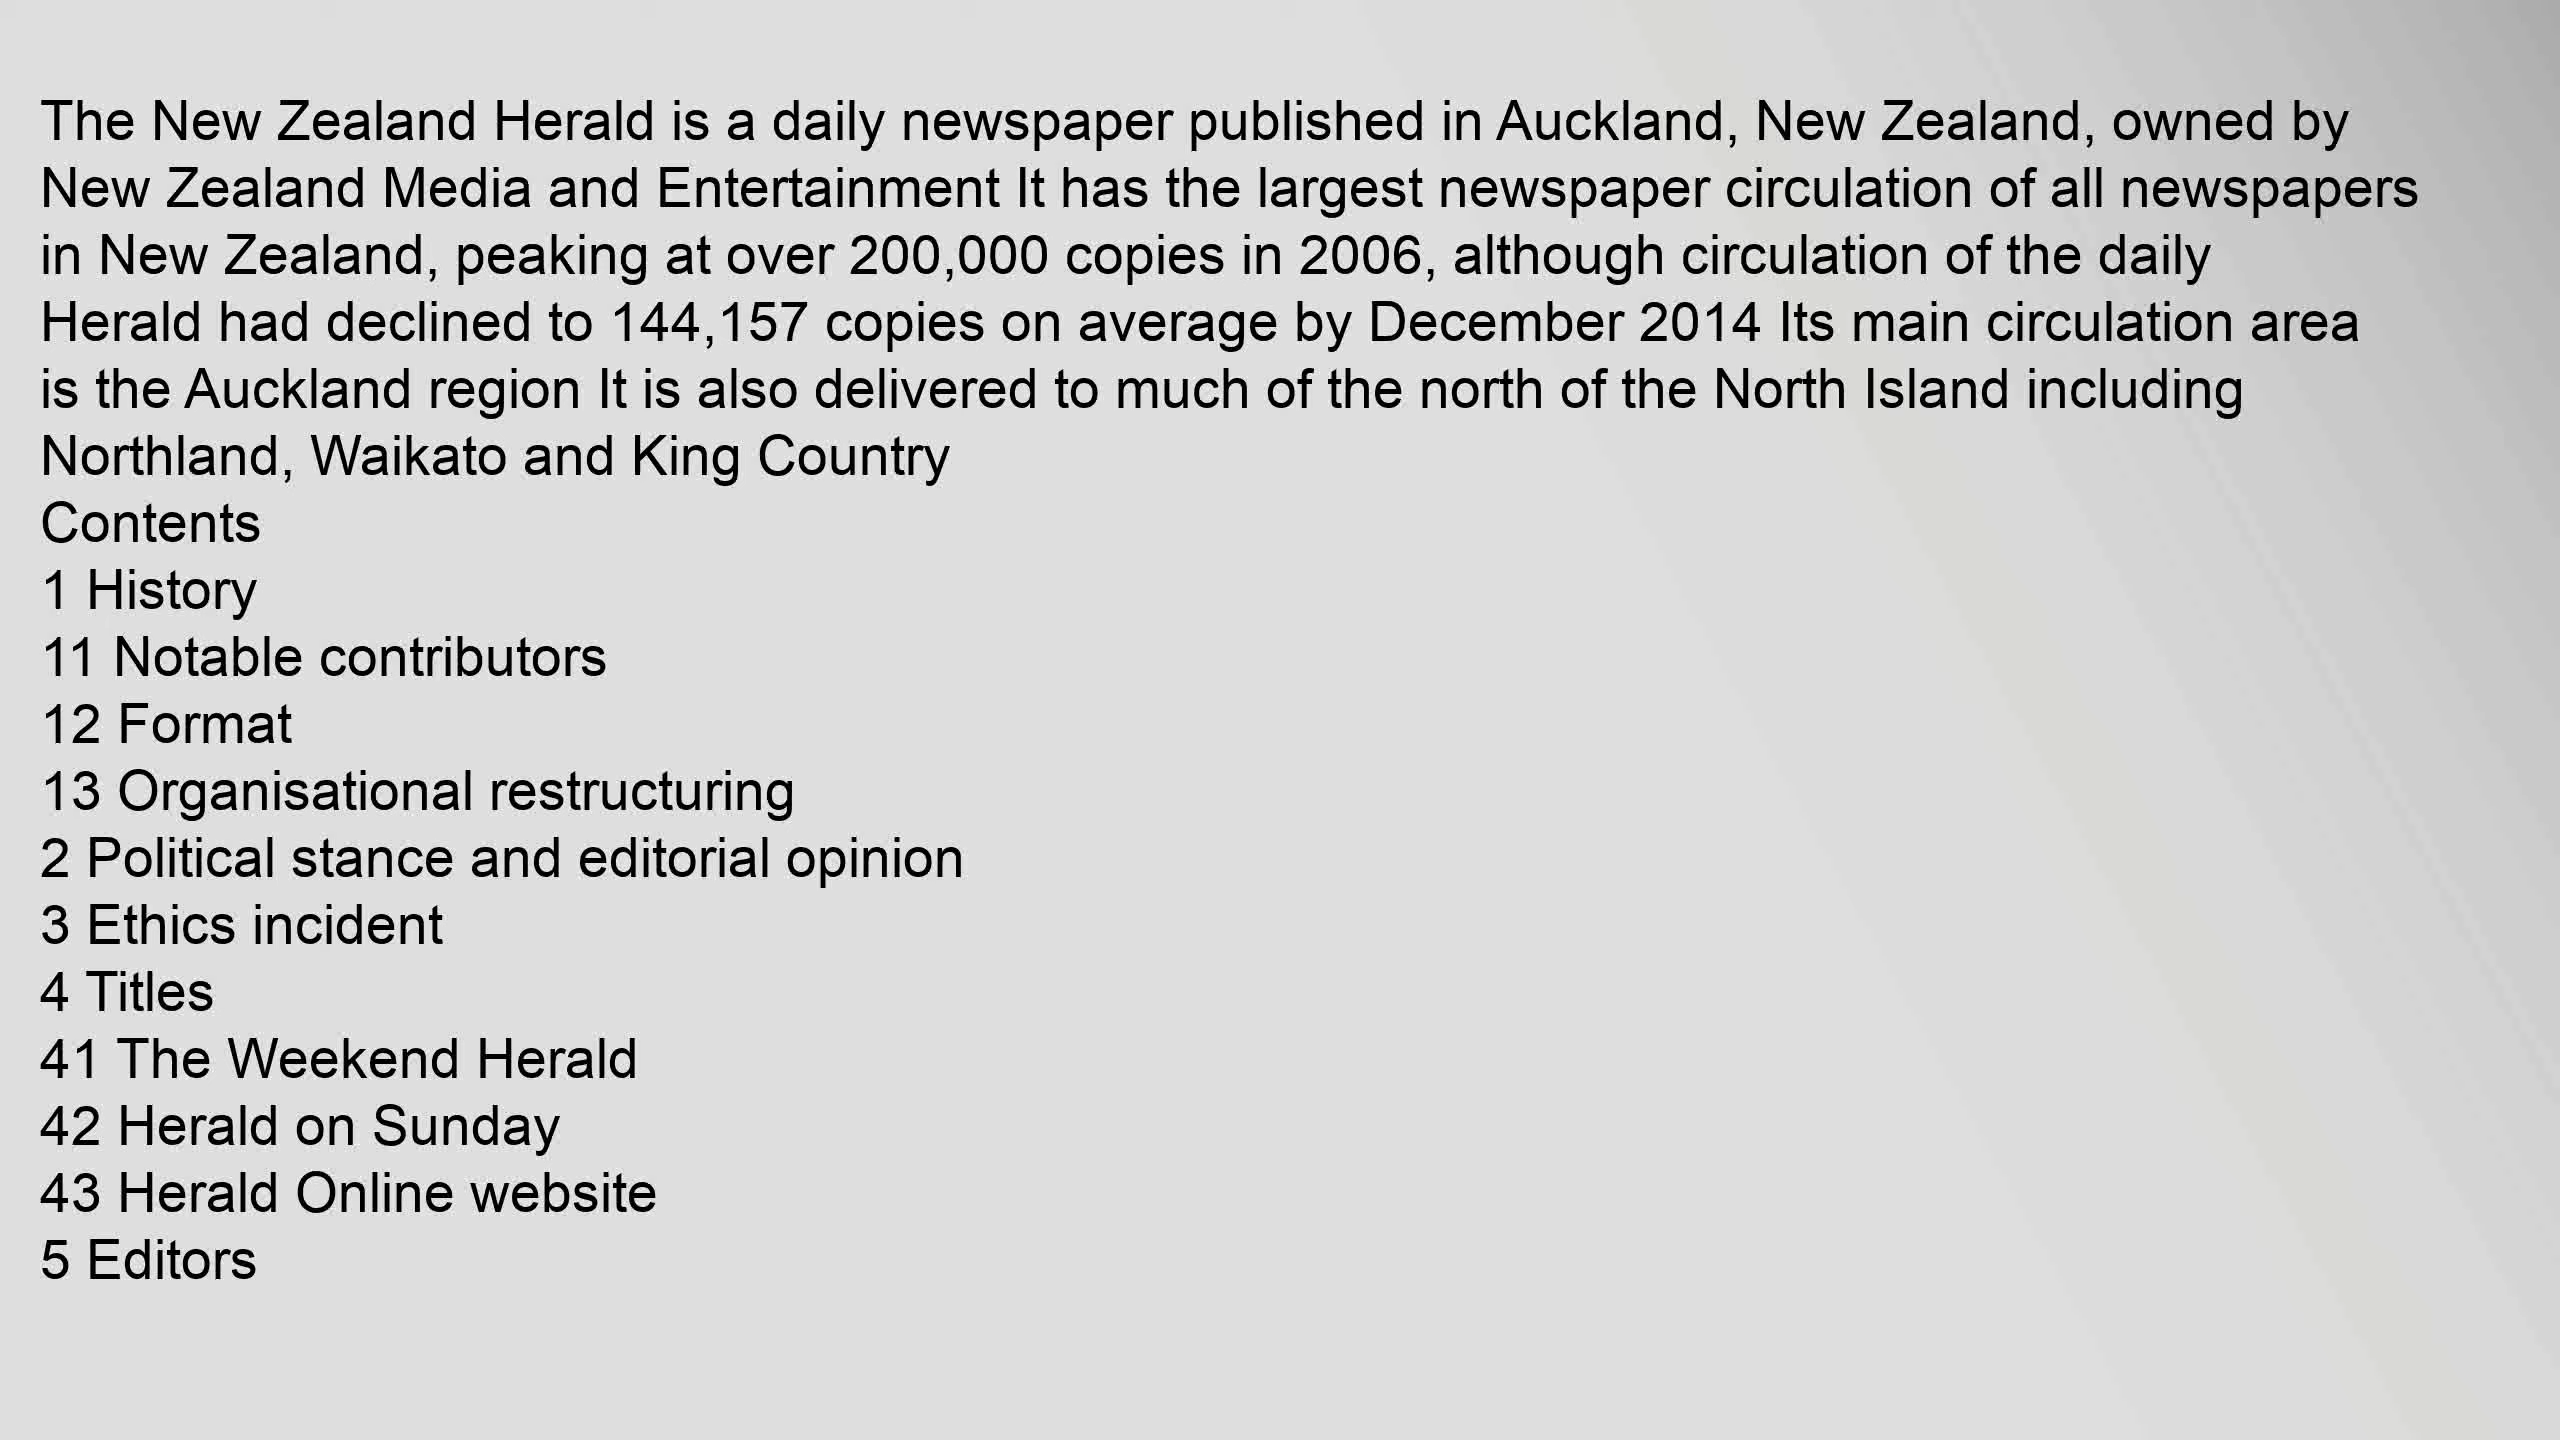 The New Zealand Herald is a daily newspaper published in Auckland, New Zealand, owned by
New Zealand Media and Entertainment It has the largest newspaper circulation of all newspapers
in New Zealand, peaking at over 200,000 copies in 2006, although circulation of the daily
Herald had declined to 144,157 copies on average by December 2014 Its main circulation area
is the Auckland region It is also delivered to much of the north of the North Island including
Northland, Waikato and King Country
Contents
1 History
11 Notable contributors
12 Format
13 Organisational restructuring
2 Political stance and editorial opinion
3 Ethics incident
4 Titles
41 The Weekend Herald
42 Herald on Sunday
43 Herald Online website
5 Editors